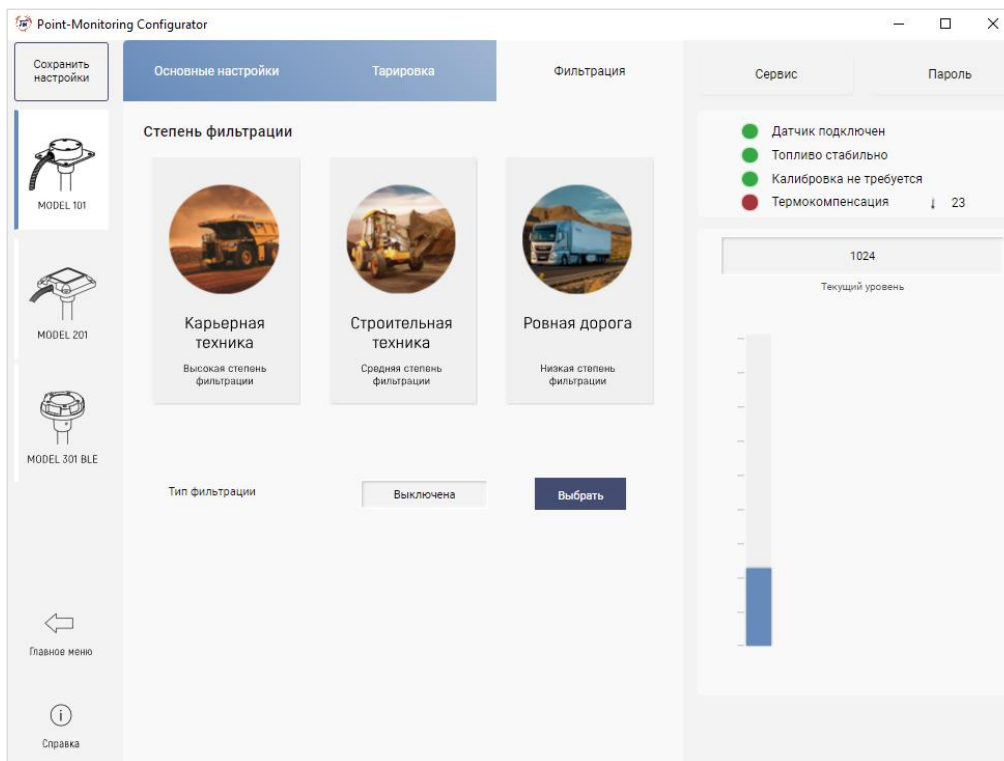 Point-Monitoring Configurator
Сохранить
настройки
Основные настройки
Тарировка
Фильтрация
Сервис
Пароль
MODEL 101
MODEL 201
MODEL 301 BLE
Главное меню
Справка
Степень фильтрации
Карьерная
техника
Высокая степень
фильтрации
Строительная
техника
Средняя степень
фильтрации
Ровная дорога
Низкая степень
фильтрации
Тип фильтрации
Выключена
Выбрать
Датчик подключен
Топливо стабильно
Калибровка не требуется
Термокомпенсация 23
1024
Текущий уровень